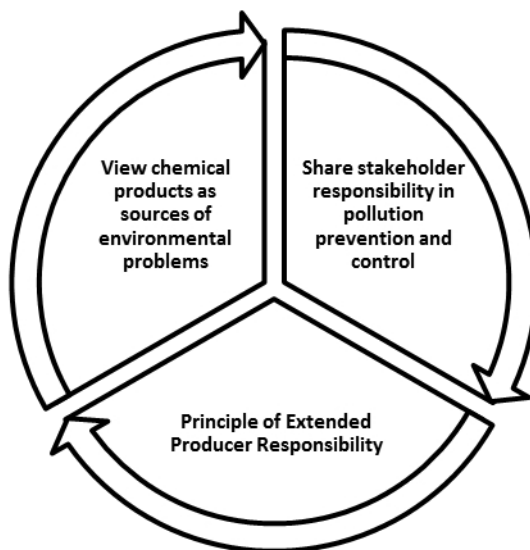 View chemical
products as
sources of
environmental
problems
Share stakeholder
responsibility in
pollution
prevention and
control
Principle of Extended
Producer Responsibility